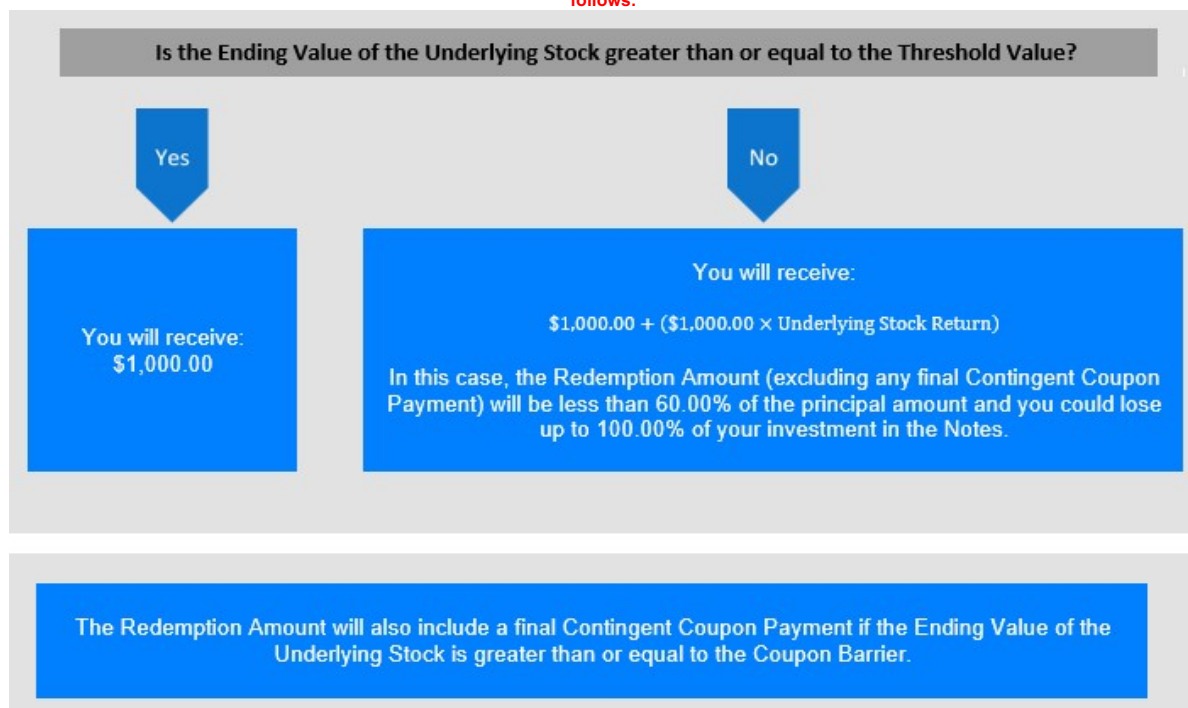 follows:
Is the Ending Value of the Underlying Stock greater than or equal to the Threshold Value?
Yes
No
You will receive:
$1,000.00
You will receive:
$1,000.00 + ($1,000.00 × Underlying Stock Return)
In this case, the Redemption Amount (excluding any final Contingent Coupon
Payment) will be less than 60.00% of the principal amount and you could lose
up to 100.00% of your investment in the Notes.
The Redemption Amount will also include a final Contingent Coupon Payment if the Ending Value of the
Underlying Stock is greater than or equal to the Coupon Barrier.